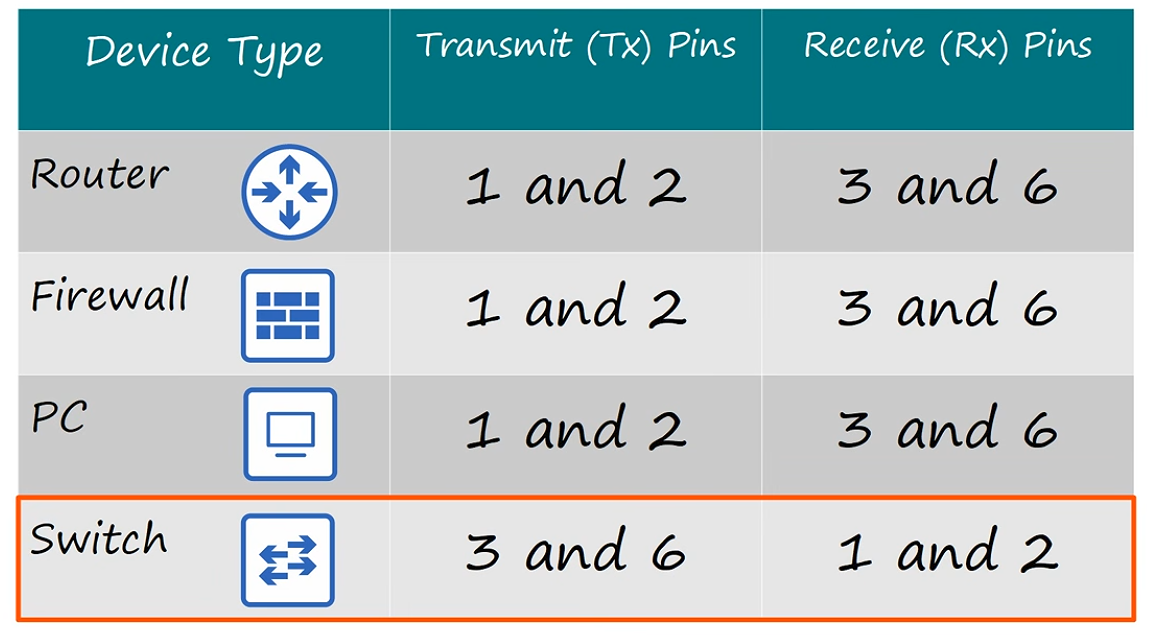 Device Type
Transmit (Tx) Pins
Receive (Rx) Pins
Router
1 and 2
3 and 6
Firewall
1 and 2
3 and 6
PC
1 and 2
3 and 6
Switch
3 and 6
1 and 2